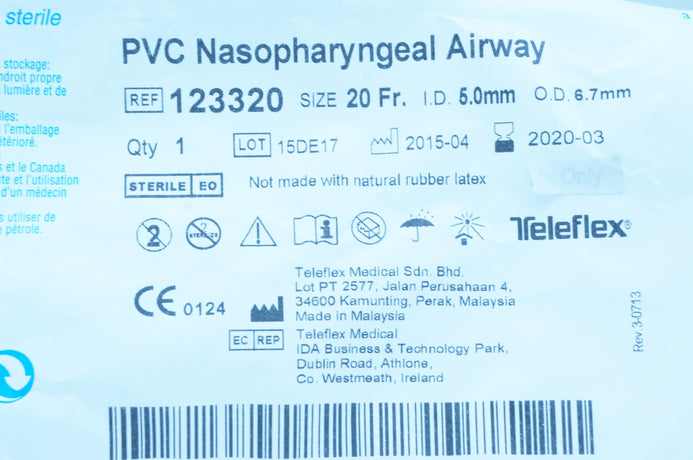 sterile
stockage:
ndroit propre
lumière et de
iles:
l'emballage
étérioré.
s et le Canada
te et l'utilisation
d'un médecin
s utiliser de
pétrole.
PVC Nasopharyngeal Airway
REF 123320 SIZE 20 Fr. I.D. 5.0mm O.D. 6.7mm
Qty 1 LOT 15DE17 2015-04 2020-03
STERILE EO Not made with natural rubber latex Only
2 2 STERILIZE i Teleflex®
CE 0124
Teleflex Medical Sdn. Bhd.
Lot PT 2577, Jalan Perusahaan 4,
34600 Kamunting, Perak, Malaysia
Made in Malaysia
EC REP Teleflex Medical
IDA Business & Technology Park,
Dublin Road, Athlone,
Co. Westmeath, Ireland
Rev.3-0713